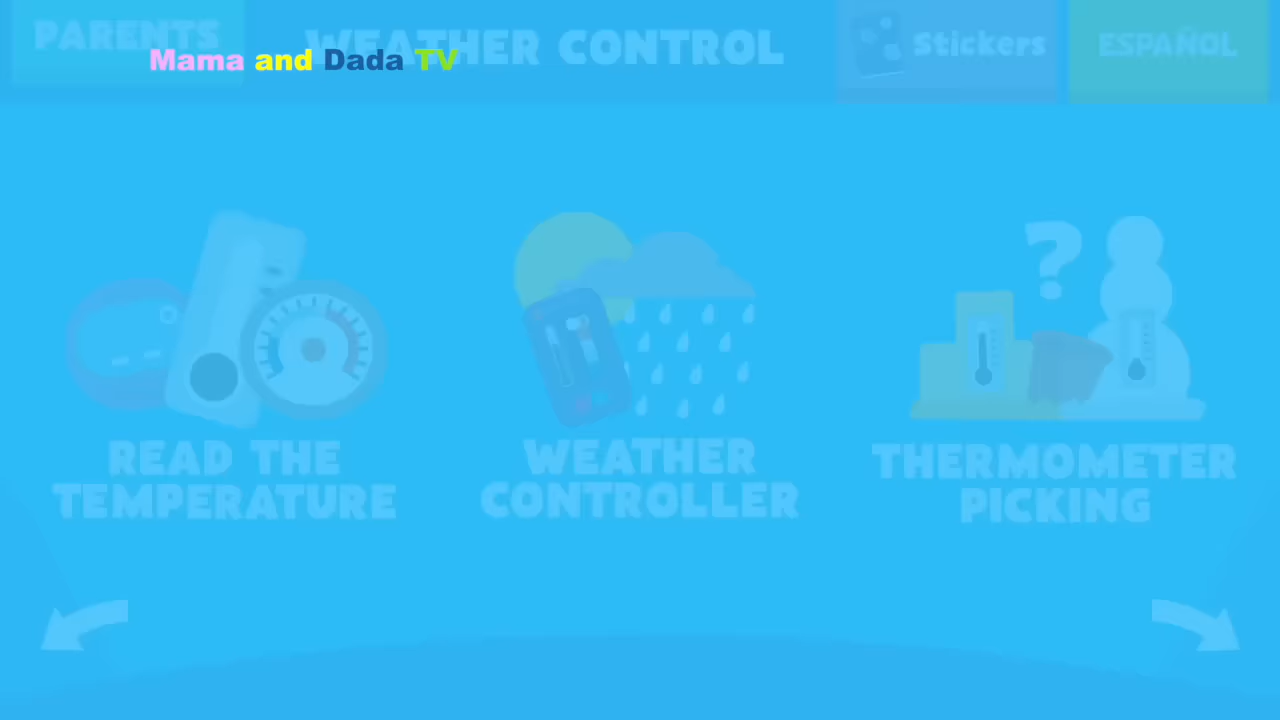 PARENTS
Mama and Dada TV
WEATHER CONTROL
Stickers
ESPAÑOL
?
READ THE
TEMPERATURE
WEATHER
CONTROLLER
THERMOMETER
PICKING